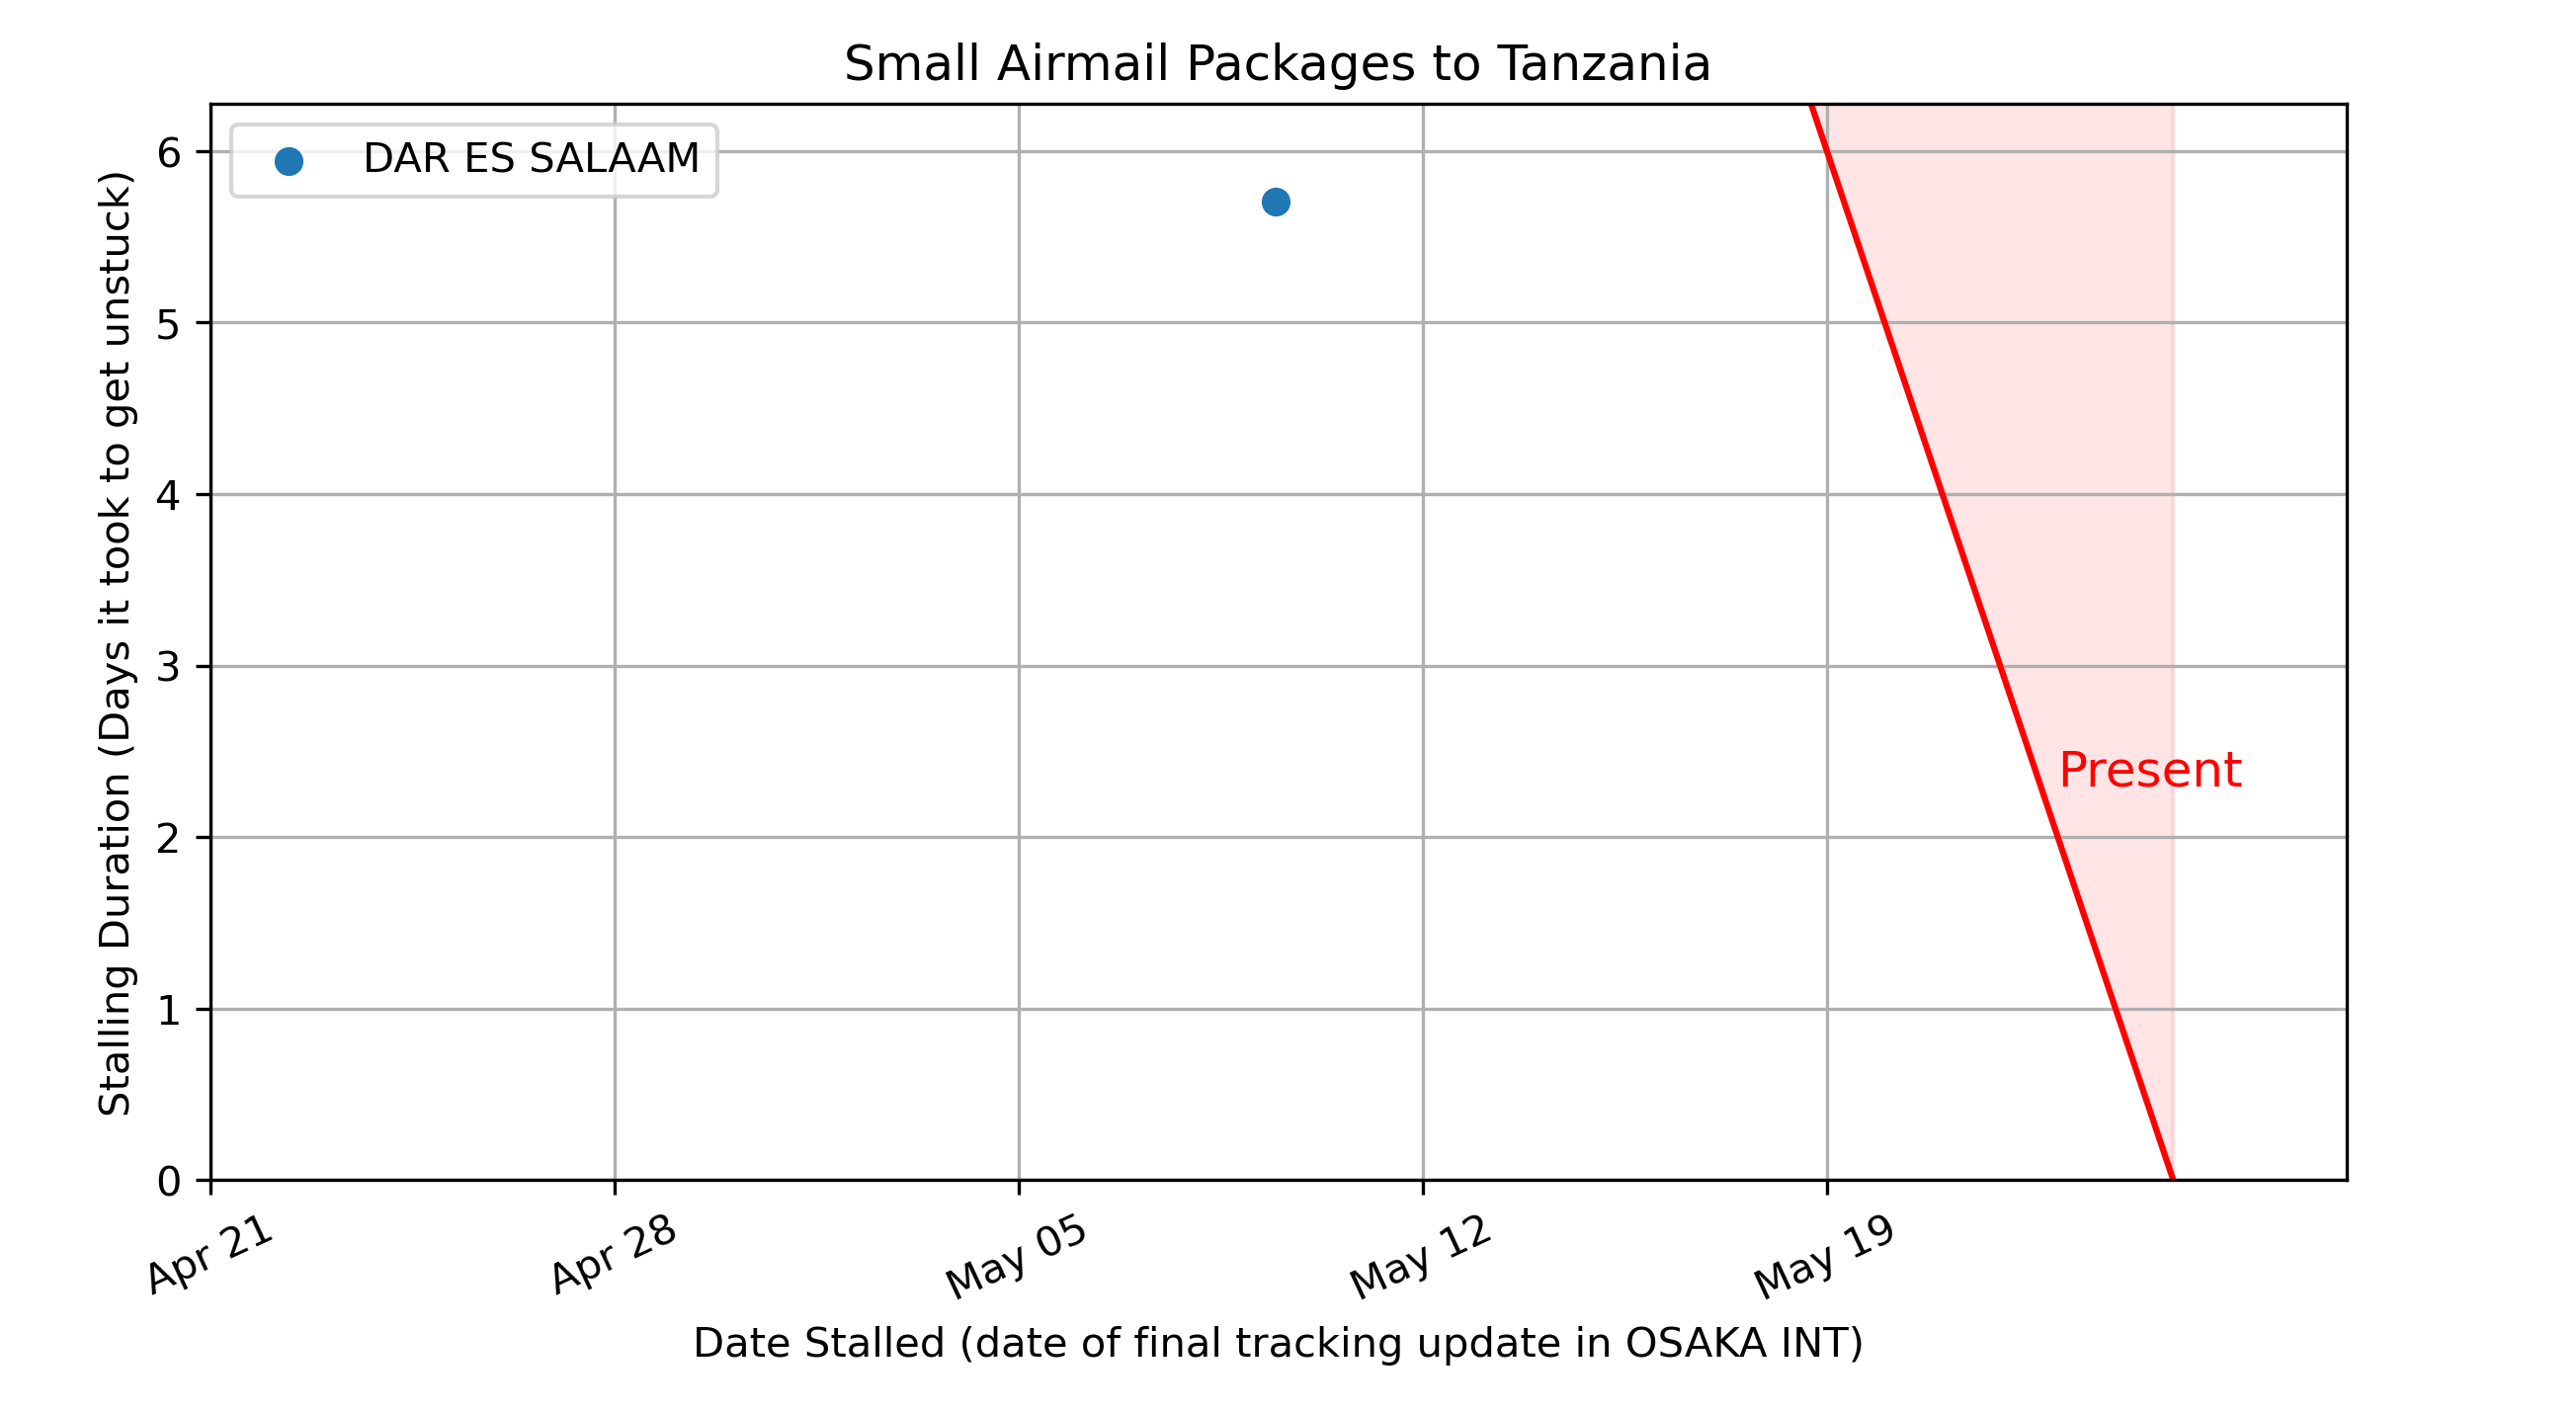 Small Airmail Packages to Tanzania
DAR ES SALAAM
Stalling Duration (Days it took to get unstuck)
6
5
4
3
2
1
0
Present
Apr 21
Apr 28
May 05
May 12
May 19
Date Stalled (date of final tracking update in OSAKA INT)